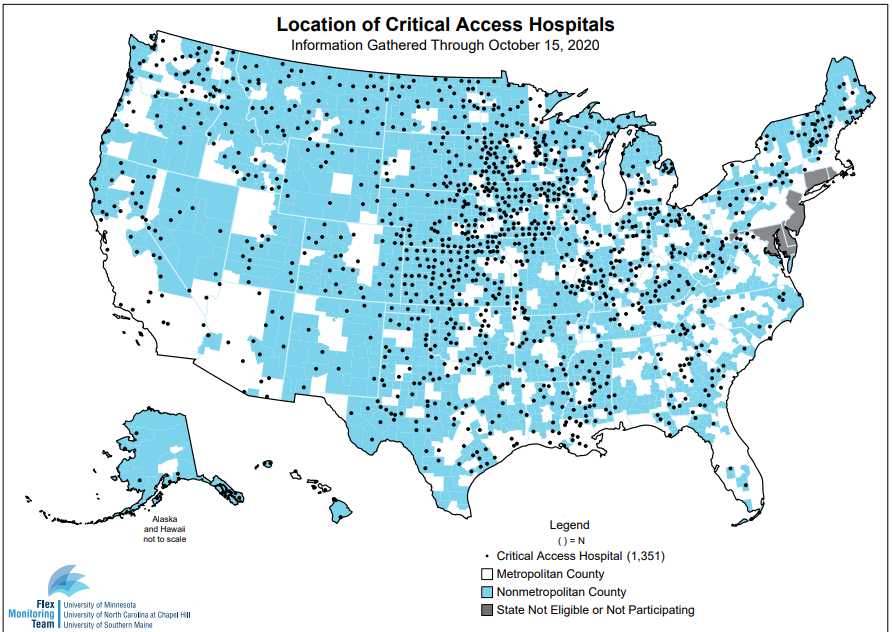 Location of Critical Access Hospitals
Information Gathered Through October 15, 2020
Alaska
and Hawaii
not to scale
Legend
( ) = N
Critical Access Hospital (1,351)
Metropolitan County
Nonmetropolitan County
State Not Eligible or Not Participating
Flex
Monitoring
Team
University of Minnesota
University of North Carolina at Chapel Hill
University of Southern Maine